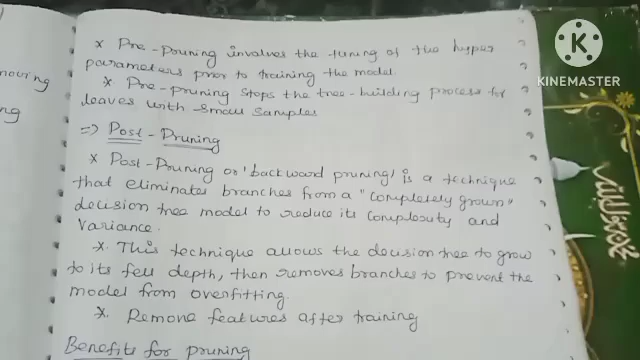 * Pre-Pruning involves the tuning of the hyper
parameters prior to training the model.
* Pre-pruning stops the tree-building process for
leaves with small samples
=> Post-Pruning
* Post-Pruning or 'backward pruning' is a technique
that eliminates branches from a "completely grown"
decision tree model to reduce its complexity and
variance.
* This technique allows the decision tree to grow
to its full depth, then removes branches to prevent the
model from overfitting.
* Remove features after training
Benefits for pruning
ing
K
KINEMASTER